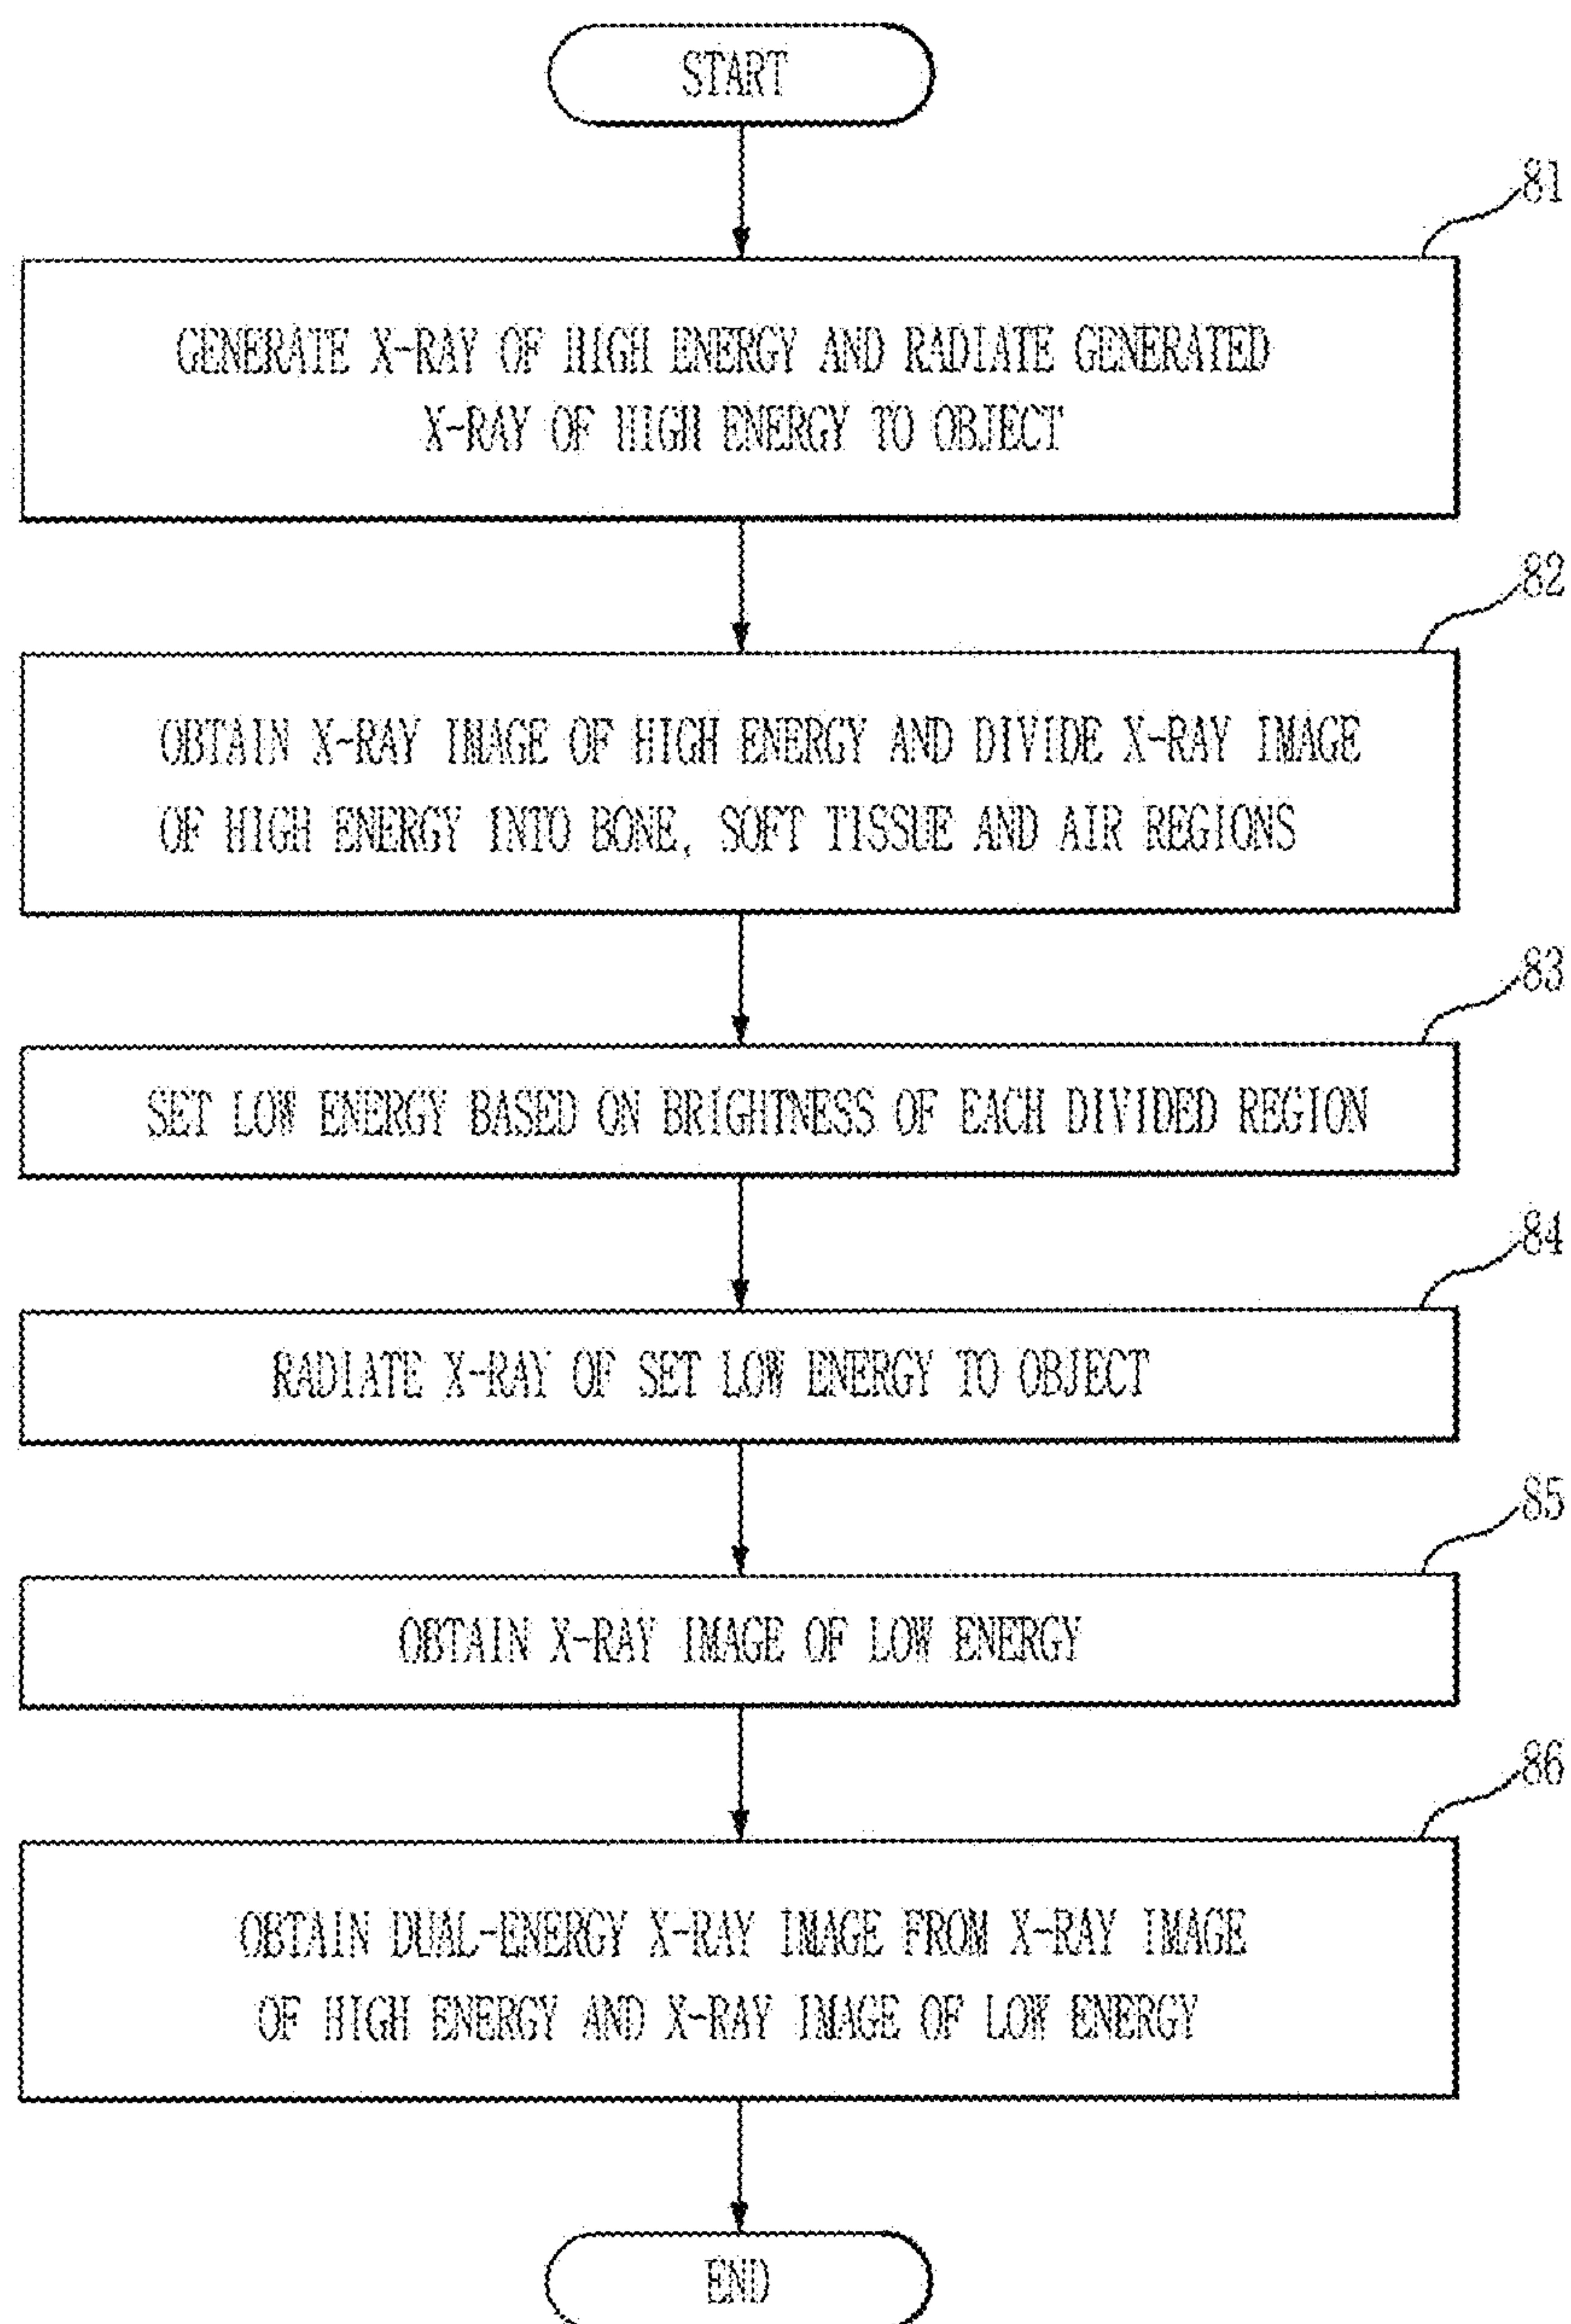 START
81
GENERATE X-RAY OF HIGH ENERGY AND RADIATE GENERATED
X-RAY OF HIGH ENERGY TO OBJECT
82
OBTAIN X-RAY IMAGE OF HIGH ENERGY AND DIVIDE X-RAY IMAGE
OF HIGH ENERGY INTO BONE, SOFT TISSUE AND AIR REGIONS
83
SET LOW ENERGY BASED ON BRIGHTNESS OF EACH DIVIDED REGION
84
RADIATE X-RAY OF SET LOW ENERGY TO OBJECT
85
OBTAIN X-RAY IMAGE OF LOW ENERGY
86
OBTAIN DUAL-ENERGY X-RAY IMAGE FROM X-RAY IMAGE
OF HIGH ENERGY AND X-RAY IMAGE OF LOW ENERGY
END